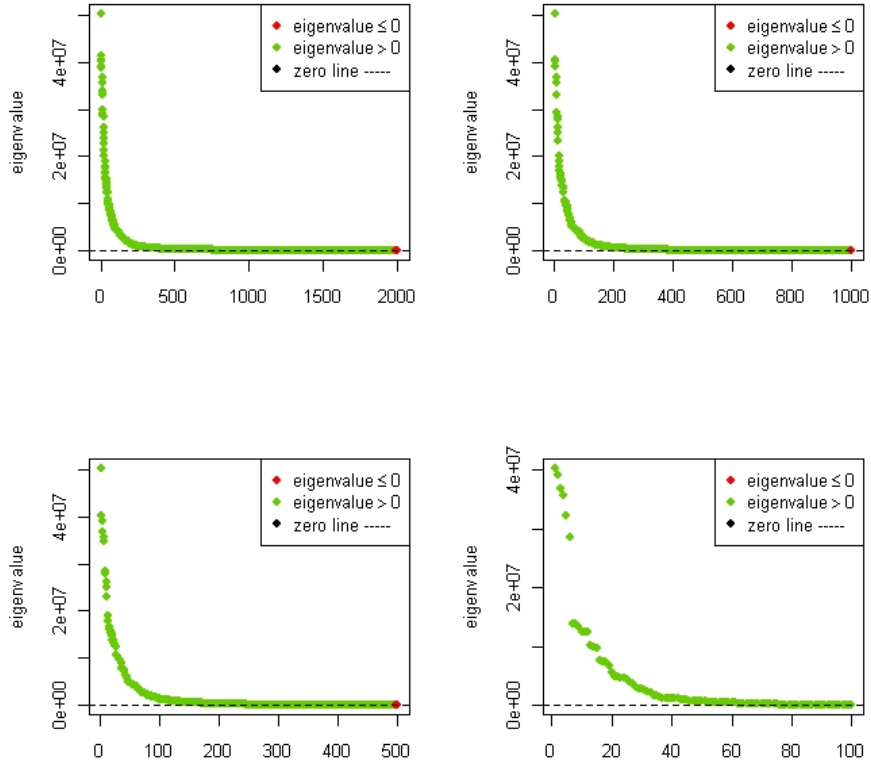 eigenvalue ≤ 0
eigenvalue > 0
zero line -----
eigenvalue
0e+00 2e+07 4e+07
0 500 1000 1500 2000
eigenvalue ≤ 0
eigenvalue > 0
zero line -----
eigenvalue
0e+00 2e+07 4e+07
0 200 400 600 800 1000
eigenvalue ≤ 0
eigenvalue > 0
zero line -----
eigenvalue
0e+00 2e+07 4e+07
0 100 200 300 400 500
eigenvalue ≤ 0
eigenvalue > 0
zero line -----
eigenvalue
0e+00 2e+07 4e+07
0 20 40 60 80 100